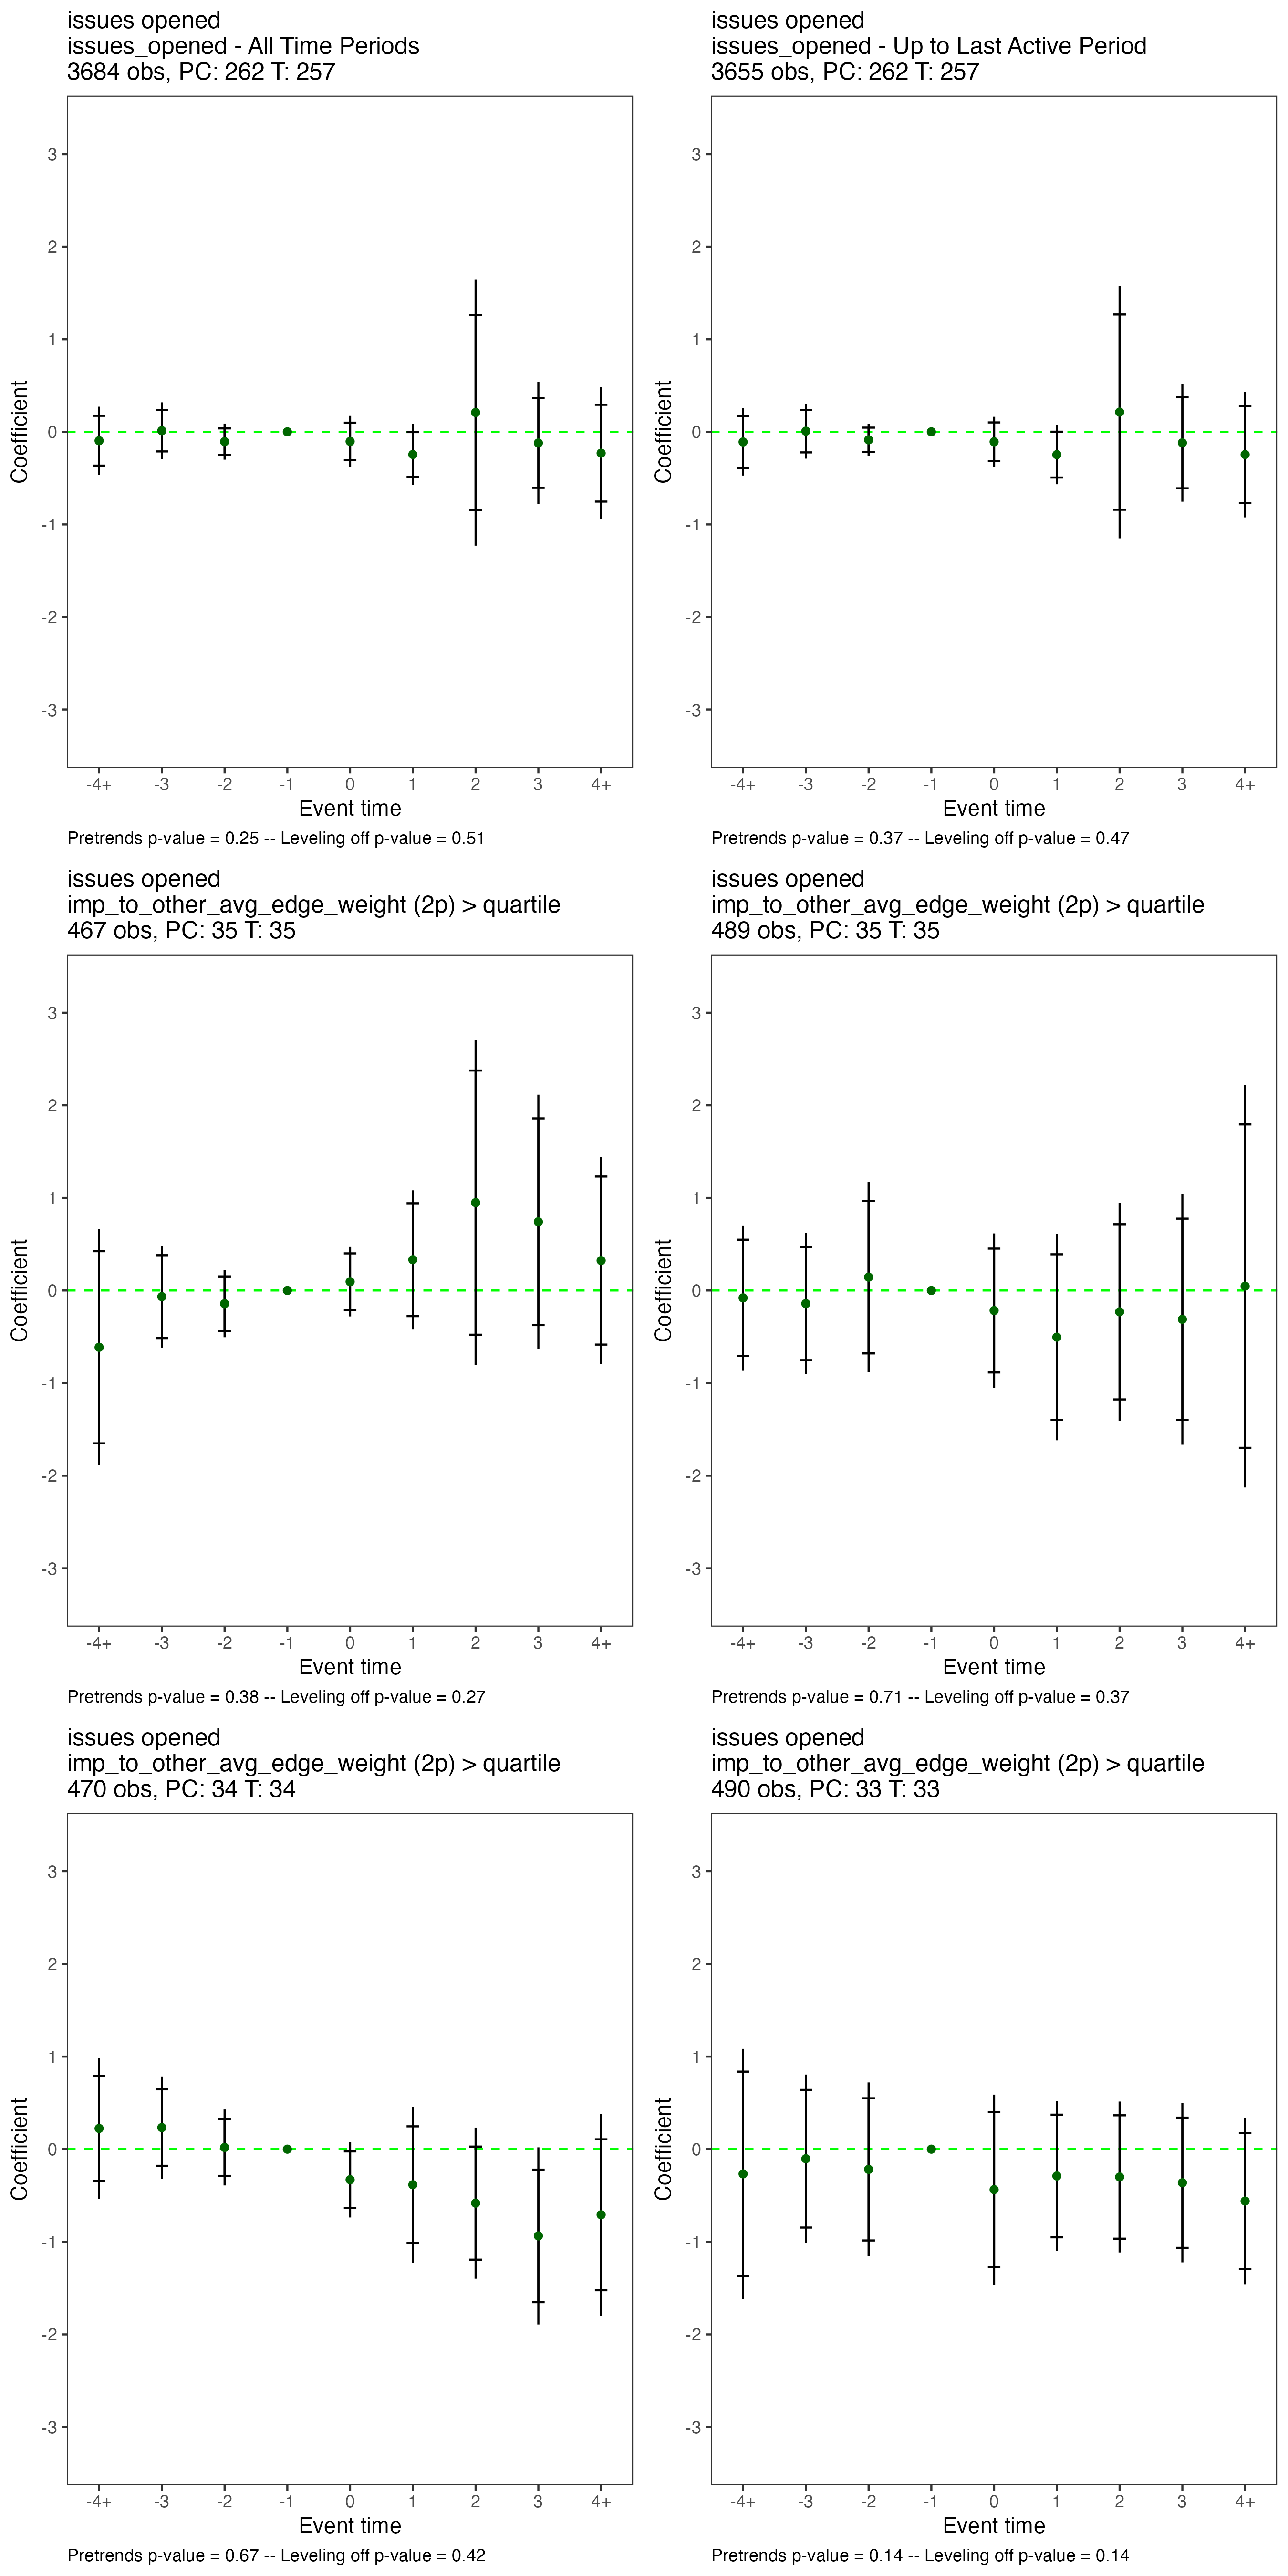 issues opened
issues_opened - All Time Periods
3684 obs, PC: 262 T: 257
3
2
1
0
-1
-2
-3
Coefficient
-4+ -3 -2 -1 0 1 2 3 4+
Event time
Pretrends p-value = 0.25 -- Leveling off p-value = 0.51
issues opened
issues_opened - Up to Last Active Period
3655 obs, PC: 262 T: 257
3
2
1
0
-1
-2
-3
Coefficient
-4+ -3 -2 -1 0 1 2 3 4+
Event time
Pretrends p-value = 0.37 -- Leveling off p-value = 0.47
issues opened
imp_to_other_avg_edge_weight (2p) > quartile
467 obs, PC: 35 T: 35
3
2
1
0
-1
-2
-3
Coefficient
-4+ -3 -2 -1 0 1 2 3 4+
Event time
Pretrends p-value = 0.38 -- Leveling off p-value = 0.27
issues opened
imp_to_other_avg_edge_weight (2p) > quartile
489 obs, PC: 35 T: 35
3
2
1
0
-1
-2
-3
Coefficient
-4+ -3 -2 -1 0 1 2 3 4+
Event time
Pretrends p-value = 0.71 -- Leveling off p-value = 0.37
issues opened
imp_to_other_avg_edge_weight (2p) > quartile
470 obs, PC: 34 T: 34
3
2
1
0
-1
-2
-3
Coefficient
-4+ -3 -2 -1 0 1 2 3 4+
Event time
Pretrends p-value = 0.67 -- Leveling off p-value = 0.42
issues opened
imp_to_other_avg_edge_weight (2p) > quartile
490 obs, PC: 33 T: 33
3
2
1
0
-1
-2
-3
Coefficient
-4+ -3 -2 -1 0 1 2 3 4+
Event time
Pretrends p-value = 0.14 -- Leveling off p-value = 0.14